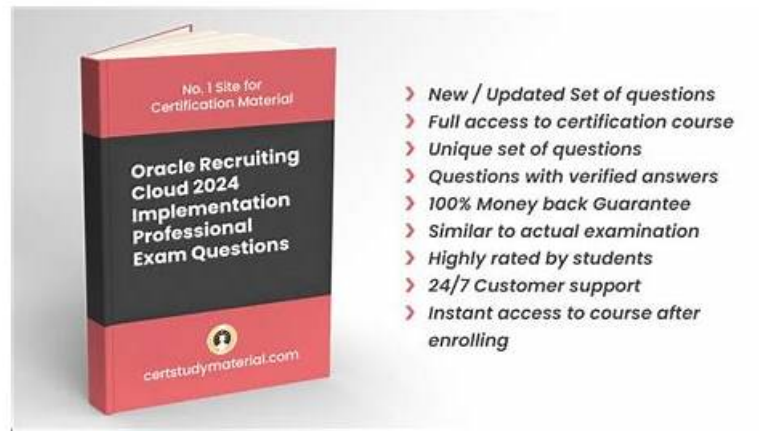 No. 1 Site for
Certification Material
Oracle Recruiting
Cloud 2024
Implementation
Professional
Exam Questions
certstudymaterial.com
New / Updated Set of questions
Full access to certification course
Unique set of questions
Questions with verified answers
100% Money back Guarantee
Similar to actual examination
Highly rated by students
24/7 Customer support
Instant access to course after
enrolling